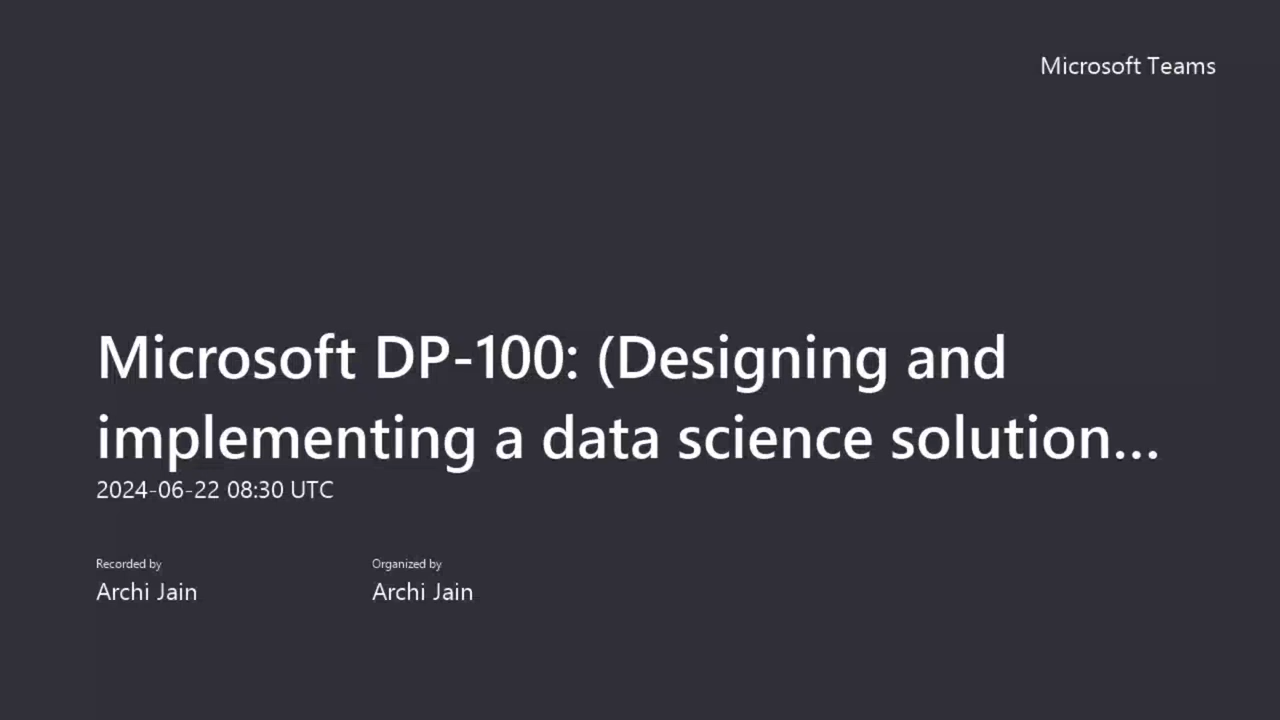 Microsoft Teams
Microsoft DP-100: (Designing and
implementing a data science solution...
2024-06-22 08:30 UTC
Recorded by
Organized by
Archi Jain
Archi Jain